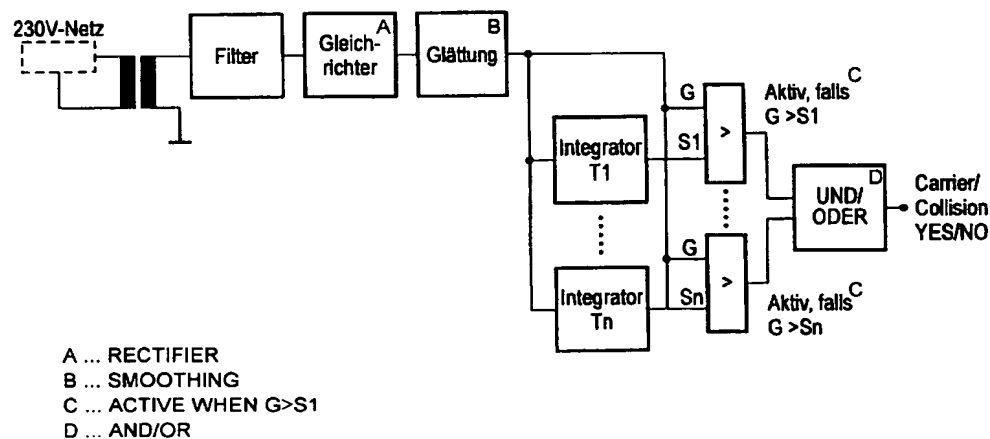 230V-Netz
Filter
A
Gleich-
richter
B
Glättung
G
S1
>
Aktiv, falls C
G >S1
Integrator
T1
UND/
ODER
D
Carrier/
Collision
YES/NO
G
Sn
>
Integrator
Tn
Aktiv, falls C
G >Sn
A ... RECTIFIER
B ... SMOOTHING
C ... ACTIVE WHEN G>S1
D ... AND/OR